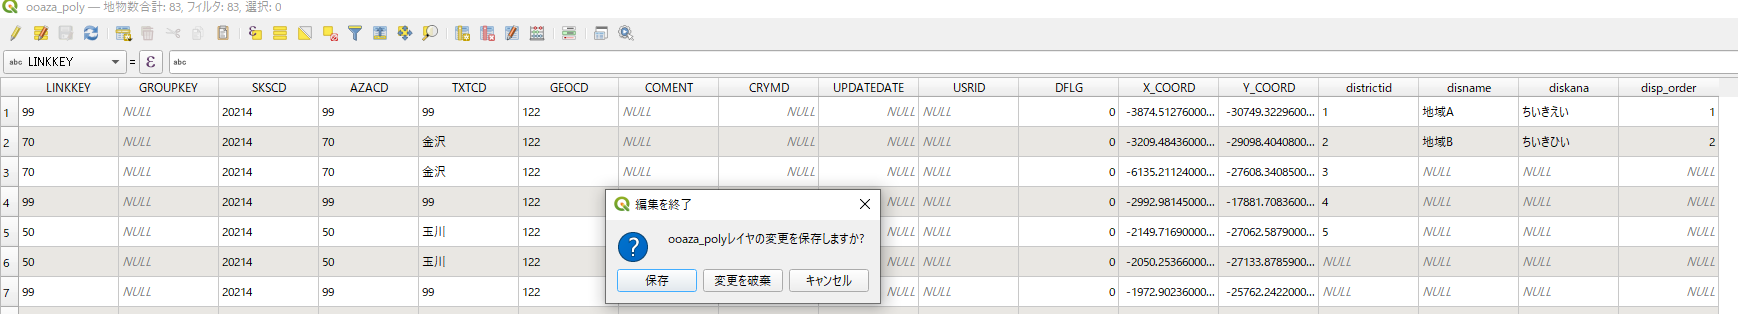 ooaza_poly — 地物数合計: 83, フィルタ: 83, 選択: 0
abc LINKKEY = ε abc
LINKKEY GROUPKEY SKSCD AZACD TXTCD GEOCD COMENT CRYMD UPDATEDATE USRID DFLG X_COORD Y_COORD districtid disname diskana disp_order
1 99 NULL 20214 99 99 122 NULL NULL NULL NULL 0 -3874.51276000... -30749.3229600... 1 地域A ちいきえい 1
2 70 NULL 20214 70 金沢 122 NULL NULL NULL NULL 0 -3209.48436000... -29098.4040800... 2 地域B ちいきひい 2
3 70 NULL 20214 70 金沢 122 NULL NULL NULL NULL 0 -6135.21124000... -27608.3408500... 3 NULL NULL NULL
4 99 NULL 20214 99 99 122 NULL NULL 0 -2992.98145000... -17881.7083600... 4 NULL NULL NULL
5 50 NULL 20214 50 玉川 122 NULL NULL 0 -2149.71690000... -27062.5879000... 5 NULL NULL NULL
6 50 NULL 20214 50 玉川 122 NULL NULL 0 -2050.25366000... -27133.8785900... NULL NULL NULL NULL
7 99 NULL 20214 99 99 122 NULL NULL 0 -1972.90236000... -25762.2422000... NULL NULL NULL NULL
編集を終了
ooaza_polyレイヤの変更を保存しますか?
保存 変更を破棄 キャンセル